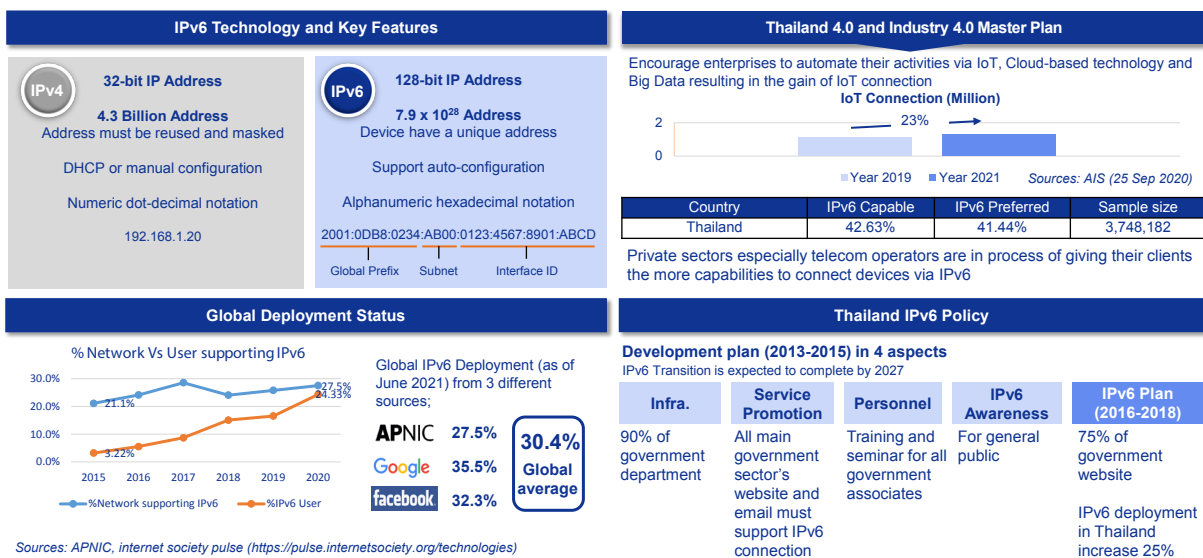 IPv6 Technology and Key Features
IPv4
32-bit IP Address
4.3 Billion Address
Address must be reused and masked
DHCP or manual configuration
Numeric dot-decimal notation
192.168.1.20
IPv6
128-bit IP Address
7.9 x 10²⁸ Address
Device have a unique address
Support auto-configuration
Alphanumeric hexadecimal notation
2001:0DB8:0234:AB00:0123:4567:8901:ABCD
Global Prefix Subnet Interface ID
Thailand 4.0 and Industry 4.0 Master Plan
Encourage enterprises to automate their activities via IoT, Cloud-based technology and
Big Data resulting in the gain of IoT connection
IoT Connection (Million)
2
23%
0
Year 2019 Year 2021
Sources: AIS (25 Sep 2020)
Country IPv6 Capable IPv6 Preferred Sample size
Thailand 42.63% 41.44% 3,748,182
Private sectors especially telecom operators are in process of giving their clients
the more capabilities to connect devices via IPv6
Global Deployment Status
% Network Vs User supporting IPv6
30.0%
20.0%
10.0%
0.0%
21.1%
3.22%
27.5%
24.33%
2015 2016 2017 2018 2019 2020
%Network supporting IPv6 %IPv6 User
Global IPv6 Deployment (as of
June 2021) from 3 different
sources;
APNIC 27.5%
Google 35.5%
facebook 32.3%
30.4%
Global
average
Sources: APNIC, internet society pulse (https://pulse.internetsociety.org/technologies)
Thailand IPv6 Policy
Development plan (2013-2015) in 4 aspects
IPv6 Transition is expected to complete by 2027
Infra.
90% of
government
department
Service
Promotion
All main
government
sector's
website and
email must
support IPv6
connection
Personnel
Training and
seminar for all
government
associates
IPv6
Awareness
For general
public
IPv6 Plan
(2016-2018)
75% of
government
website
IPv6 deployment
in Thailand
increase 25%